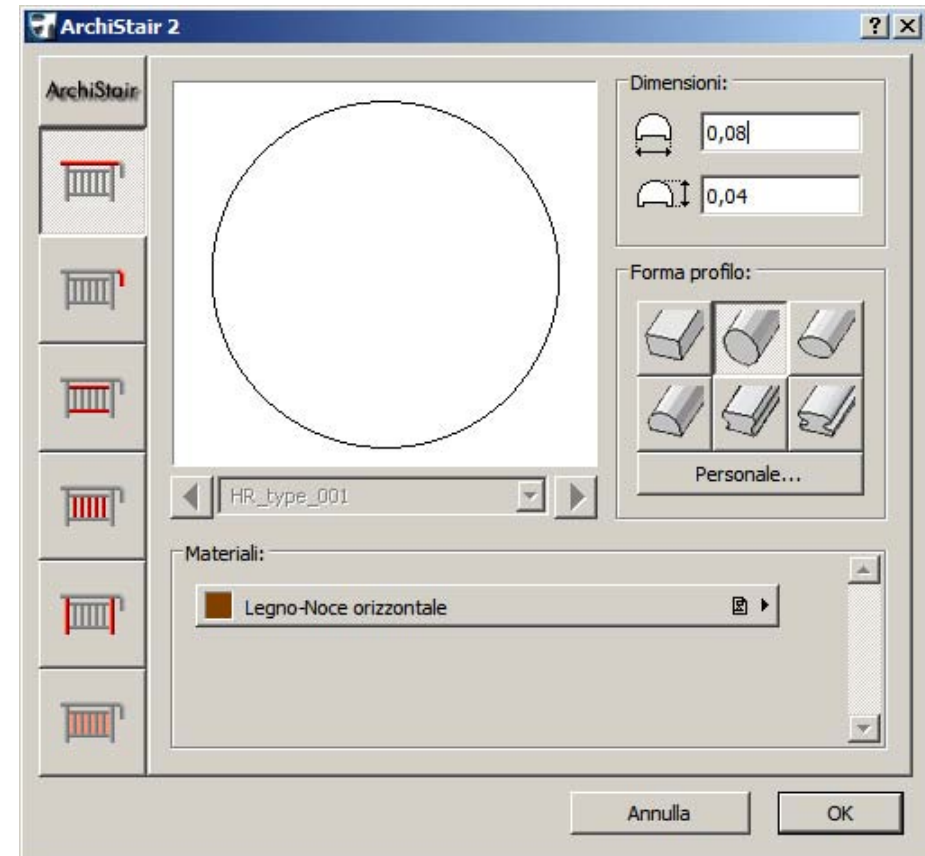 ArchiStair 2
ArchiStair
Dimensioni:
0,08
0,04
Forma profilo:
Personale...
HR_type_001
Materiali:
Legno-Noce orizzontale
Annulla
OK